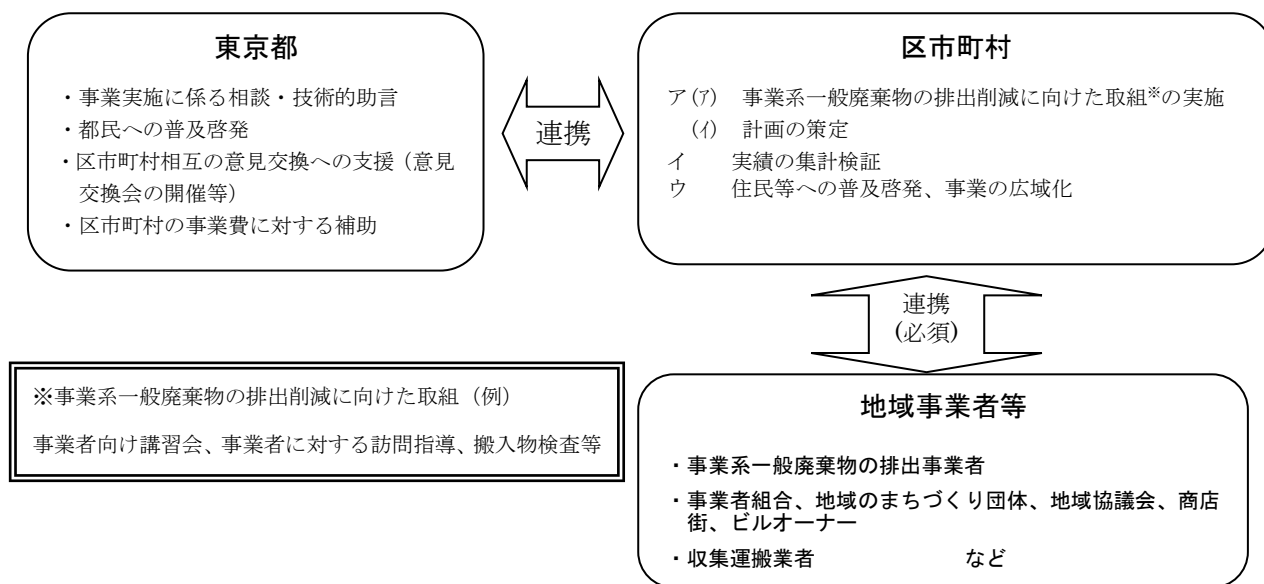 東京都
・事業実施に係る相談・技術的助言
・都民への普及啓発
・区市町村相互の意見交換への支援（意見
交換会の開催等）
・区市町村の事業費に対する補助
連携
区市町村
ア(ｱ) 事業系一般廃棄物の排出削減に向けた取組※の実施
(ｲ) 計画の策定
イ 実績の集計検証
ウ 住民等への普及啓発、事業の広域化
連携
(必須)
※事業系一般廃棄物の排出削減に向けた取組（例）
事業者向け講習会、事業者に対する訪問指導、搬入物検査等
地域事業者等
・事業系一般廃棄物の排出事業者
・事業者組合、地域のまちづくり団体、地域協議会、商店
街、ビルオーナー
・収集運搬業者 など